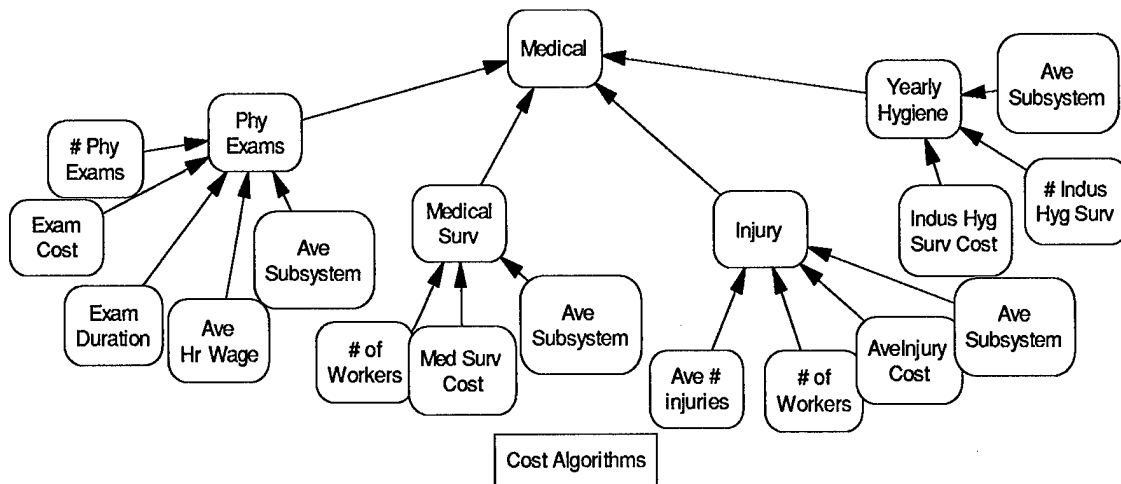 Medical
Phy
Exams
# Phy
Exams
Exam
Cost
Exam
Duration
Ave
Hr Wage
Ave
Subsystem
Medical
Surv
# of
Workers
Med Surv
Cost
Ave
Subsystem
Injury
Ave #
injuries
# of
Workers
AveInjury
Cost
Ave
Subsystem
Yearly
Hygiene
Ave
Subsystem
Indus Hyg
Surv Cost
# Indus
Hyg Surv
Cost Algorithms